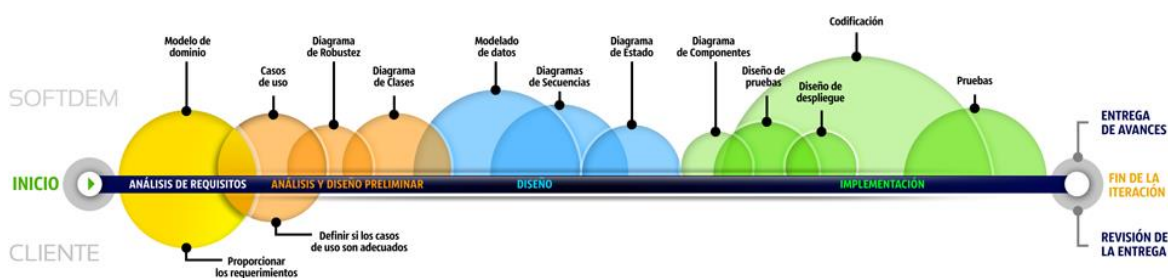 Codificación
Modelo de
dominio
Diagrama
de Robustez
Modelado
de datos
Diagrama
de Estado
Diagrama
de Componentes
Casos
de uso
Diagrama
de Clases
Diagramas
de Secuencias
Diseño de
pruebas
Diseño de
despliegue
Pruebas
SOFTDEM
ENTREGA
DE AVANCES
INICIO
ANÁLISIS DE REQUISITOS
ANÁLISIS Y DISEÑO PRELIMINAR
DISEÑO
IMPLEMENTACIÓN
FIN DE LA
ITERACIÓN
CLIENTE
Definir si los casos
de uso son adecuados
Proporcionar
los requerimientos
REVISIÓN DE
LA ENTREGA